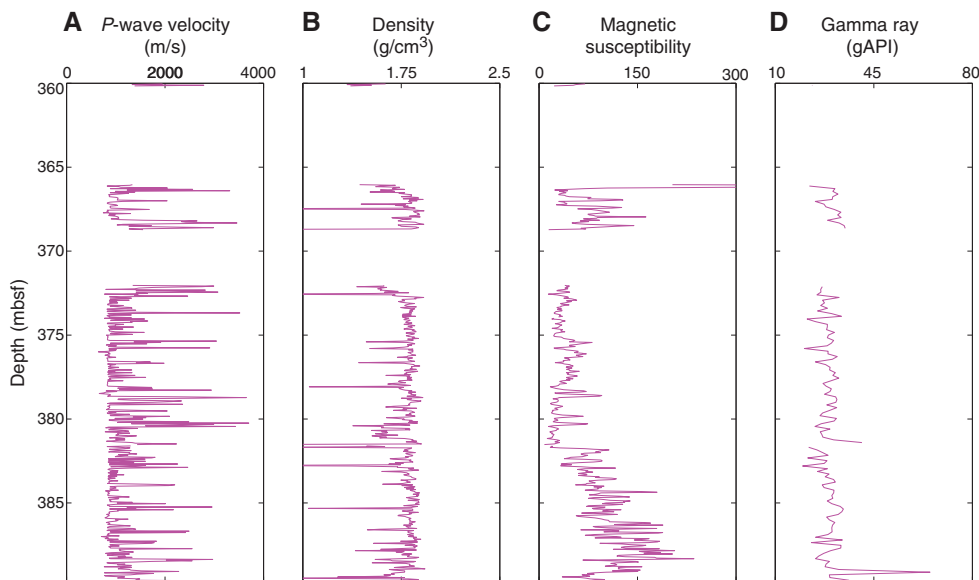 A P-wave velocity (m/s)
B Density (g/cm³)
C Magnetic susceptibility
D Gamma ray (gAPI)
0 2000 4000
1 1.75 2.5
0 150 300
10 45 80
Depth (mbsf)
360
365
370
375
380
385